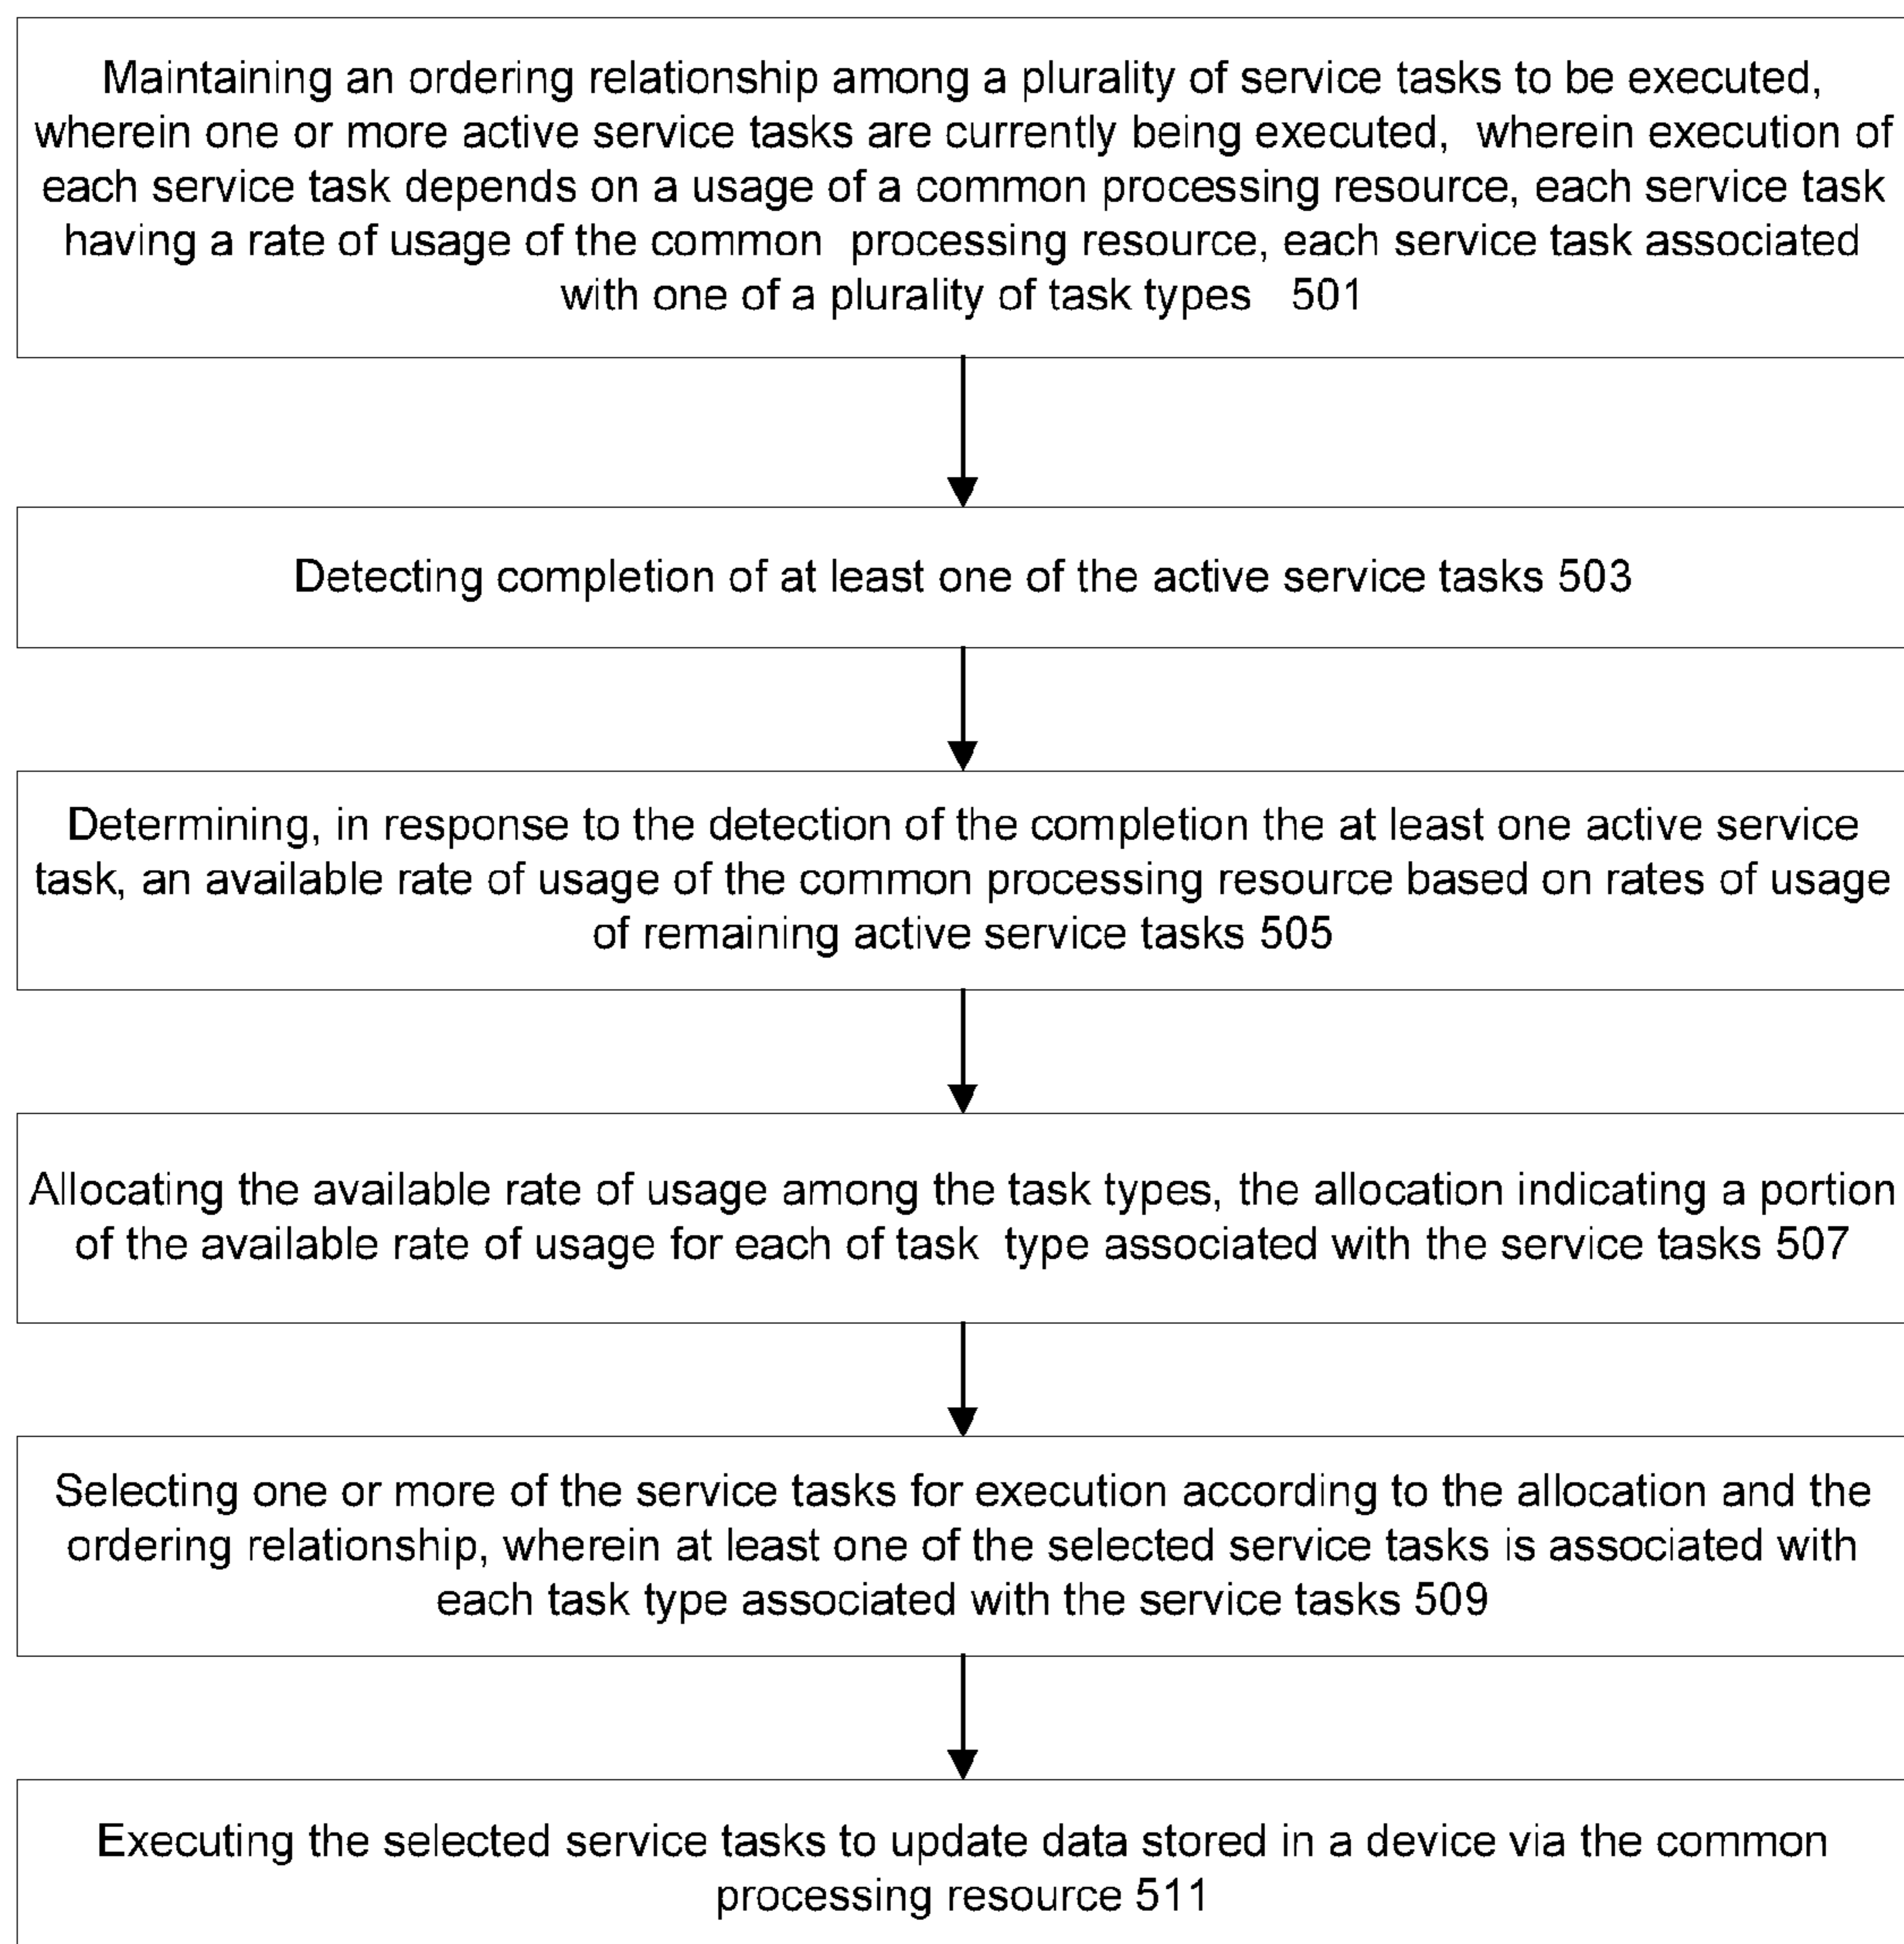 Maintaining an ordering relationship among a plurality of service tasks to be executed,
wherein one or more active service tasks are currently being executed, wherein execution of
each service task depends on a usage of a common processing resource, each service task
having a rate of usage of the common processing resource, each service task associated
with one of a plurality of task types 501
Detecting completion of at least one of the active service tasks 503
Determining, in response to the detection of the completion the at least one active service
task, an available rate of usage of the common processing resource based on rates of usage
of remaining active service tasks 505
Allocating the available rate of usage among the task types, the allocation indicating a portion
of the available rate of usage for each of task type associated with the service tasks 507
Selecting one or more of the service tasks for execution according to the allocation and the
ordering relationship, wherein at least one of the selected service tasks is associated with
each task type associated with the service tasks 509
Executing the selected service tasks to update data stored in a device via the common
processing resource 511